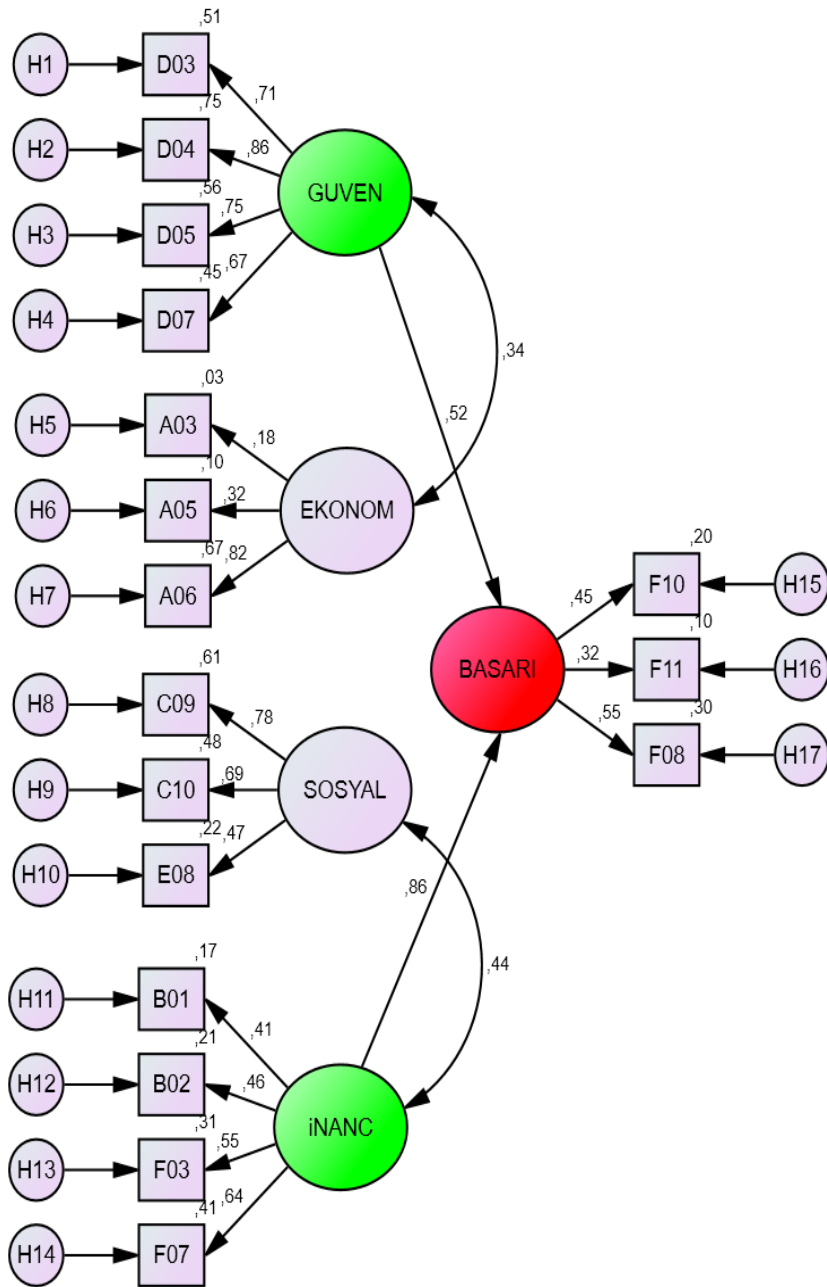 ,51
H1
D03
,71
,75
H2
D04
,86
GUVEN
,56
H3
D05
,75
,45
,67
H4
D07
,34
,52
,03
H5
A03
,18
,10
H6
A05
,32
EKONOM
,67
,82
H7
A06
,20
F10
H15
,45
,10
BASARI
,32
F11
H16
,55
,30
F08
H17
,61
H8
C09
,78
,48
H9
C10
,69
SOSYAL
,22
,47
H10
E08
,86
,44
,17
H11
B01
,41
,21
H12
B02
,46
iNANC
,31
H13
F03
,55
,41
,64
H14
F07